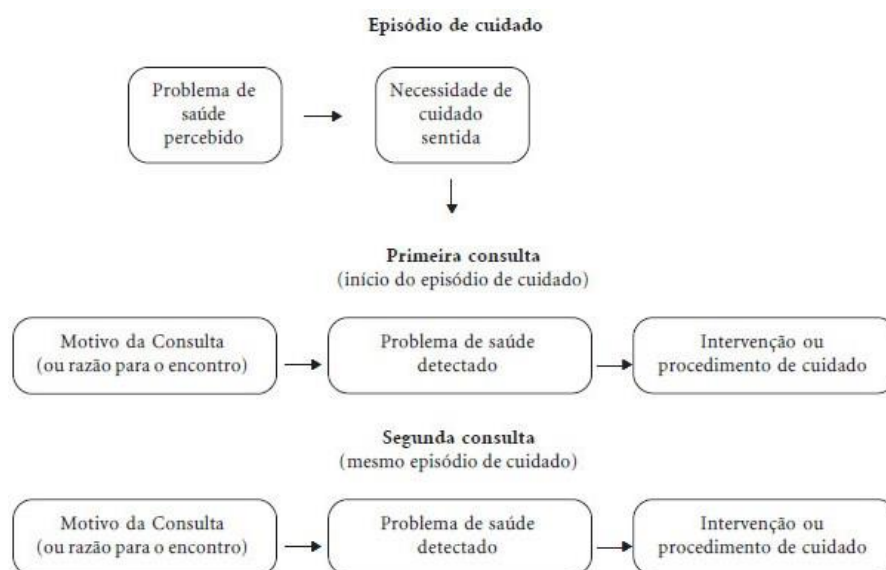 Episódio de cuidado
Problema de
saúde
percebido
Necessidade de
cuidado
sentida
Primeira consulta
(início do episódio de cuidado)
Motivo da Consulta
(ou razão para o encontro)
Problema de saúde
detectado
Intervenção ou
procedimento de cuidado
Segunda consulta
(mesmo episódio de cuidado)
Motivo da Consulta
(ou razão para o encontro)
Problema de saúde
detectado
Intervenção ou
procedimento de cuidado